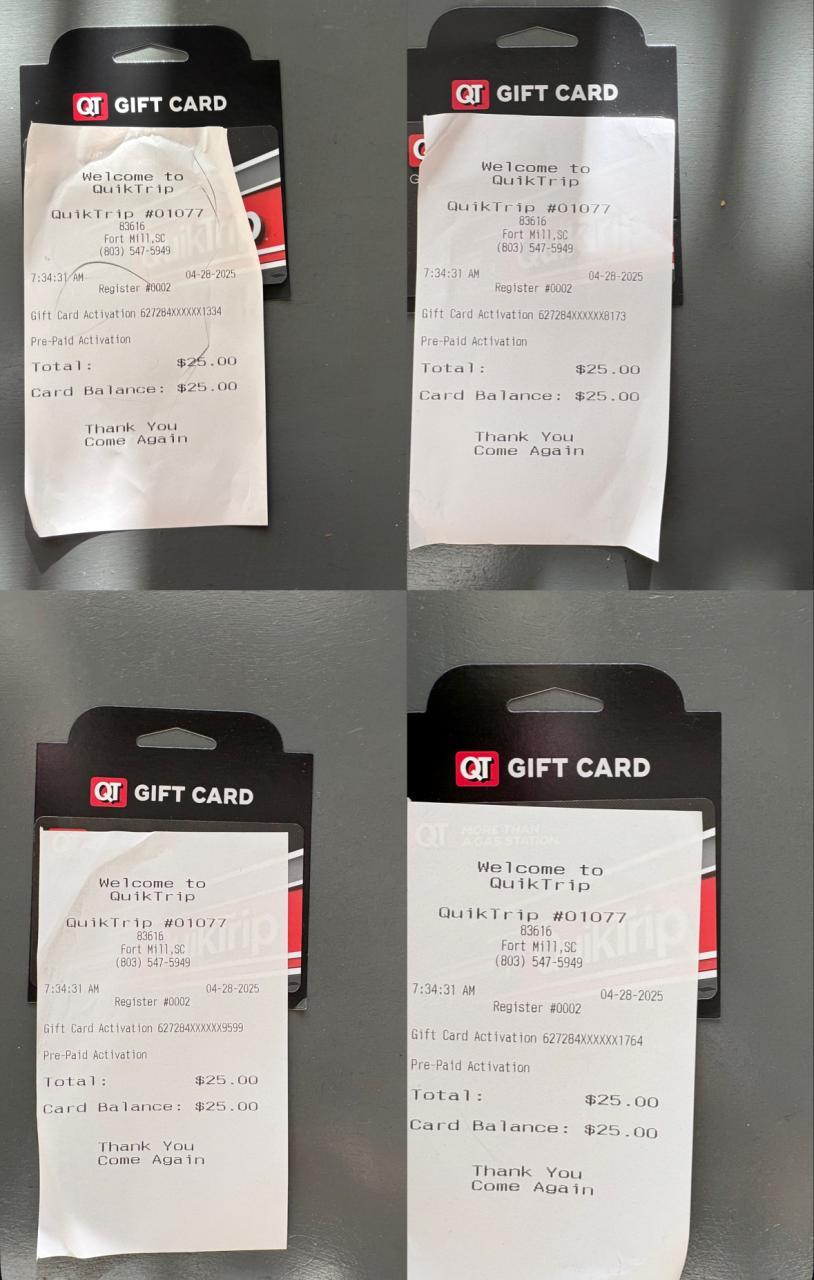 QT GIFT CARD
Welcome to
QuikTrip
QuikTrip #01077
83616
Fort Mill,SC
(803) 547-5949
7:34:31 AM 04-28-2025
Register #0002
Gift Card Activation 627284XXXXXX1334
Pre-Paid Activation
Total: $25.00
Card Balance: $25.00
Thank You
Come Again
QT GIFT CARD
Welcome to
QuikTrip
QuikTrip #01077
83616
Fort Mill,SC
(803) 547-5949
7:34:31 AM 04-28-2025
Register #0002
Gift Card Activation 627284XXXXXX8173
Pre-Paid Activation
Total: $25.00
Card Balance: $25.00
Thank You
Come Again
QT GIFT CARD
Welcome to
QuikTrip
QuikTrip #01077
83616
Fort Mill,SC
(803) 547-5949
7:34:31 AM 04-28-2025
Register #0002
Gift Card Activation 627284XXXXXX9599
Pre-Paid Activation
Total: $25.00
Card Balance: $25.00
Thank You
Come Again
QT GIFT CARD
QT MORE THAN
A GAS STATION.
Welcome to
QuikTrip
QuikTrip #01077
83616
Fort Mill,SC
(803) 547-5949
7:34:31 AM 04-28-2025
Register #0002
Gift Card Activation 627284XXXXXX1764
Pre-Paid Activation
Total: $25.00
Card Balance: $25.00
Thank You
Come Again